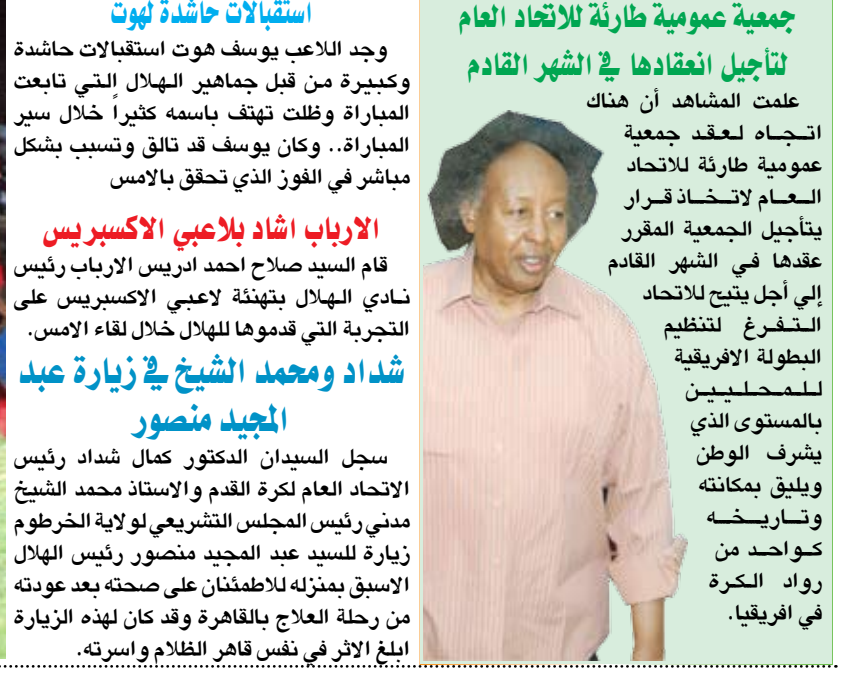 جمعية عمومية طارئة للاتحاد العام
لتأجيل انعقادها في الشهر القادم
علمت المشاهد أن هناك
اتجاه لعقد جمعية
عمومية طارئة للاتحاد
العام لاتخاذ قرار
يتأجيل الجمعية المقرر
عقدها في الشهر القادم
إلي أجل يتيح للاتحاد
التفرغ لتنظيم
البطولة الافريقية
للمحليين
بالمستوى الذي
يشرف الوطن
ويليق بمكانته
وتاريخه
كواحد من
رواد الكرة
في افريقيا.
استقبالات حاشدة لهوت
وجد اللاعب يوسف هوت استقبالات حاشدة
وكبيرة من قبل جماهير الهلال التي تابعت
المباراة وظلت تهتف باسمه كثيراً خلال سير
المباراة.. وكان يوسف قد تالق وتسبب بشكل
مباشر في الفوز الذي تحقق بالامس
الارباب اشاد بلاعبي الاكسبريس
قام السيد صلاح احمد ادريس الارباب رئيس
نادي الهلال بتهنئة لاعبي الاكسبريس على
التجربة التي قدموها للهلال خلال لقاء الامس.
شداد ومحمد الشيخ في زيارة عبد
المجيد منصور
سجل السيدان الدكتور كمال شداد رئيس
الاتحاد العام لكرة القدم والاستاذ محمد الشيخ
مدني رئيس المجلس التشريعي لولاية الخرطوم
زيارة للسيد عبد المجيد منصور رئيس الهلال
الاسبق بمنزله للاطمئنان على صحته بعد عودته
من رحلة العلاج بالقاهرة وقد كان لهذه الزيارة
ابلغ الاثر في نفس قاهر الظلام واسرته.